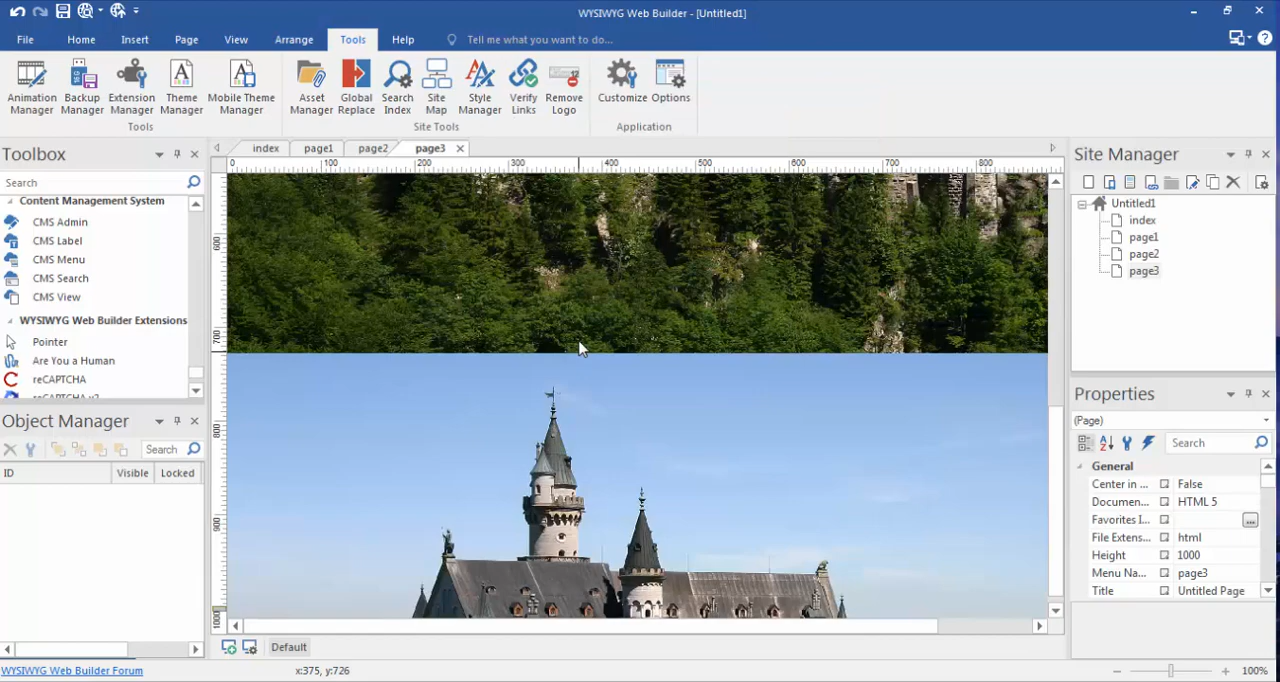 WYSIWYG Web Builder - [Untitled1]
File Home Insert Page View Arrange Tools Help Tell me what you want to do...
Animation Manager
Backup Manager
Extension Manager
Theme Manager
Mobile Theme Manager
Asset Manager
Global Replace
Search Index
Site Map
Style Manager
Verify Links
Remove Logo
Customize
Options
Tools
Site Tools
Application
Toolbox
Search
Content Management System
CMS Admin
CMS Label
CMS Menu
CMS Search
CMS View
WYSIWYG Web Builder Extensions
Pointer
Are You a Human
reCAPTCHA
Object Manager
Search
ID Visible Locked
WYSIWYG Web Builder Forum
index page1 page2 page3
0 100 200 300 400 500 600 700 800
600
700
800
900
1000
Default
x:375, y:726
Site Manager
Untitled1
index
page1
page2
page3
Properties
(Page)
Search
General
Center in ... False
Documen... HTML 5
Favorites I...
File Exten... html
Height 1000
Menu Na... page3
Title Untitled Page
100%